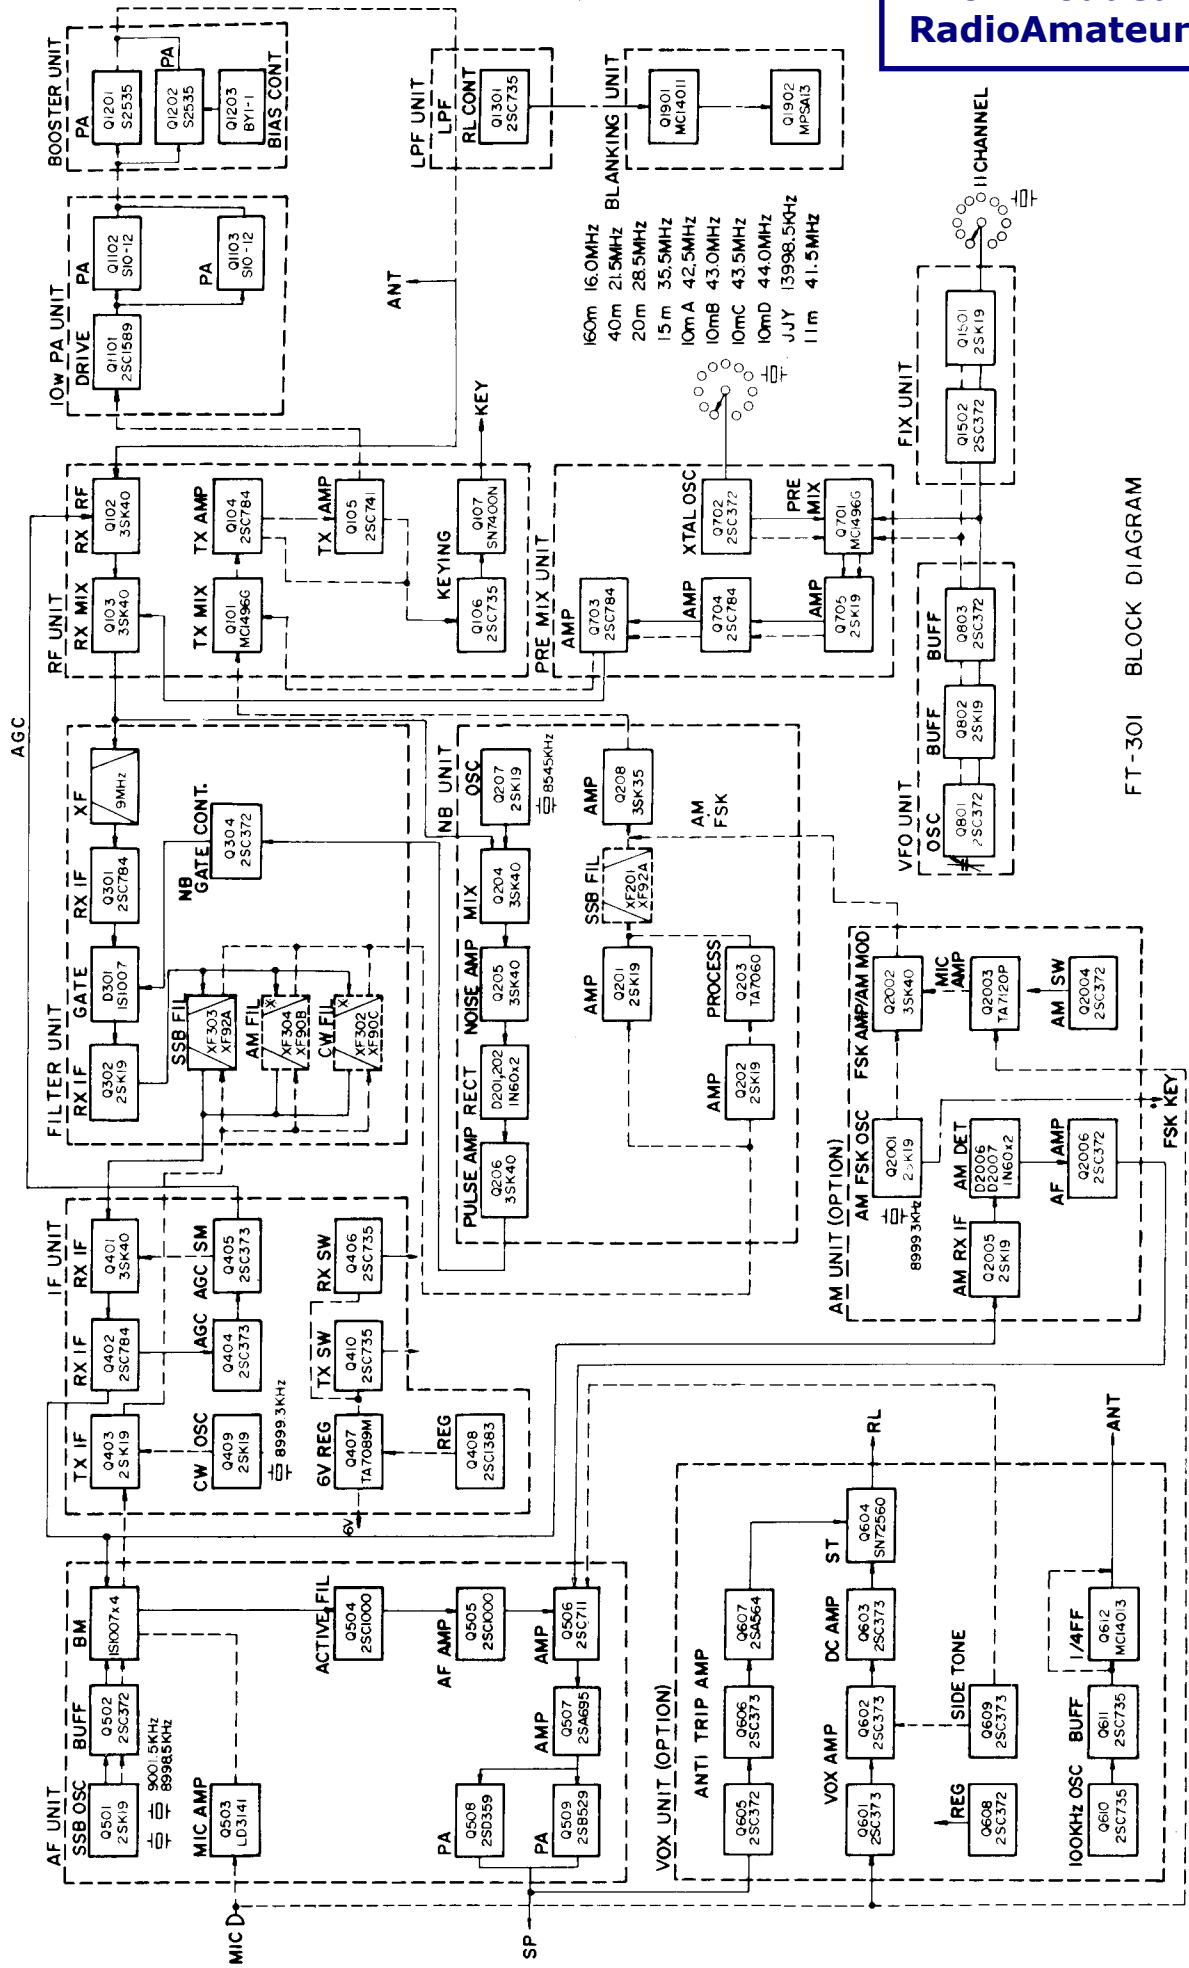 RadioAmateur
BOOSTER UNIT
PA
Q1201
S2535
PA
Q1202
S2535
Q1203
BY1-1
BIAS CONT
10W PA UNIT
DRIVE
Q1101
2SC1589
PA
Q1102
S10-12
PA
Q1103
S10-12
LPF UNIT
LPF
RL CONT
Q1301
2SC735
BLANKING UNIT
Q1901
MC14011
Q1902
MPSA13
ANT
160m 16.0MHz
40m 21.5MHz
20m 28.5MHz
15m 35.5MHz
10m A 42.5MHz
10mB 43.0MHz
10mC 43.5MHz
10mD 44.0MHz
JJY 13998.5KHz
11m 41.5MHz
11CHANNEL
RF UNIT
RX MIX
Q103
3SK40
RX RF
Q102
3SK40
TX MIX
Q101
MC1496G
TX AMP
Q104
2SC784
TX AMP
Q105
2SC741
KEYING
Q106
2SC735
Q107
SN7400N
KEY
PRE MIX UNIT
AMP
Q703
2SC784
AMP
Q704
2SC784
AMP
Q705
2SK19
XTAL OSC
Q702
2SC372
PRE
MIX
Q701
MC1496G
FIX UNIT
Q1502
2SC372
Q1501
2SK19
VFO UNIT
OSC
Q801
2SC372
BUFF
Q802
2SK19
BUFF
Q803
2SC372
FT-301 BLOCK DIAGRAM
AGC
FILTER UNIT
RX IF
Q302
2SK19
GATE
D301
1S1007
RX IF
Q301
2SC784
XF
9MHz
NB
GATE CONT.
Q304
2SC372
SSB FIL
XF303
XF92A
AM FIL
XF304
XF90B
CW FIL
XF302
XF90C
NB UNIT
PULSE AMP
Q206
3SK40
RECT
D201,202
1N60x2
NOISE AMP
Q205
3SK40
MIX
Q204
3SK40
OSC
Q207
2SK19
8545KHz
AMP
Q201
2SK19
SSB FIL
XF201
XF92A
AMP
Q208
3SK35
AM
FSK
AMP
Q202
2SK19
PROCESS
Q203
TA7060
AM UNIT (OPTION)
AM FSK OSC
Q2001
2SK19
8999.3KHz
FSK AMP/AM MOD
Q2002
3SK40
MIC
AMP
Q2003
TA7120P
AM SW
Q2004
2SC372
AM RX IF
Q2005
2SK19
AM DET
D2006
D2007
1N60x2
AF AMP
Q2006
2SC372
FSK KEY
IF UNIT
TX IF
Q403
2SK19
RX IF
Q402
2SC784
RX IF
Q401
3SK40
CW OSC
Q409
2SK19
8999.3KHz
AGC
Q404
2SC373
AGC SM
Q405
2SC373
6V REG
Q407
TA7089M
TX SW
Q410
2SC735
RX SW
Q406
2SC735
REG
Q408
2SC1383
6V
AF UNIT
SSB OSC
Q501
2SK19
BUFF
Q502
2SC372
9001.5KHz
8998.5KHz
BM
1S1007x4
MIC AMP
Q503
LD3141
MIC
ACTIVE FIL
Q504
2SC1000
AF AMP
Q505
2SC1000
AMP
Q506
2SC711
AMP
Q507
2SA695
PA
Q508
2SD359
PA
Q509
2SB529
SP
VOX UNIT (OPTION)
ANTI TRIP AMP
Q605
2SC372
Q606
2SC373
Q607
2SA564
VOX AMP
Q601
2SC373
Q602
2SC373
DC AMP
Q603
2SC373
ST
Q604
SN72560
RL
REG
Q608
2SC372
SIDE TONE
Q609
2SC373
100KHz OSC
Q610
2SC735
BUFF
Q611
2SC735
1/4FF
Q612
MC14013
ANT